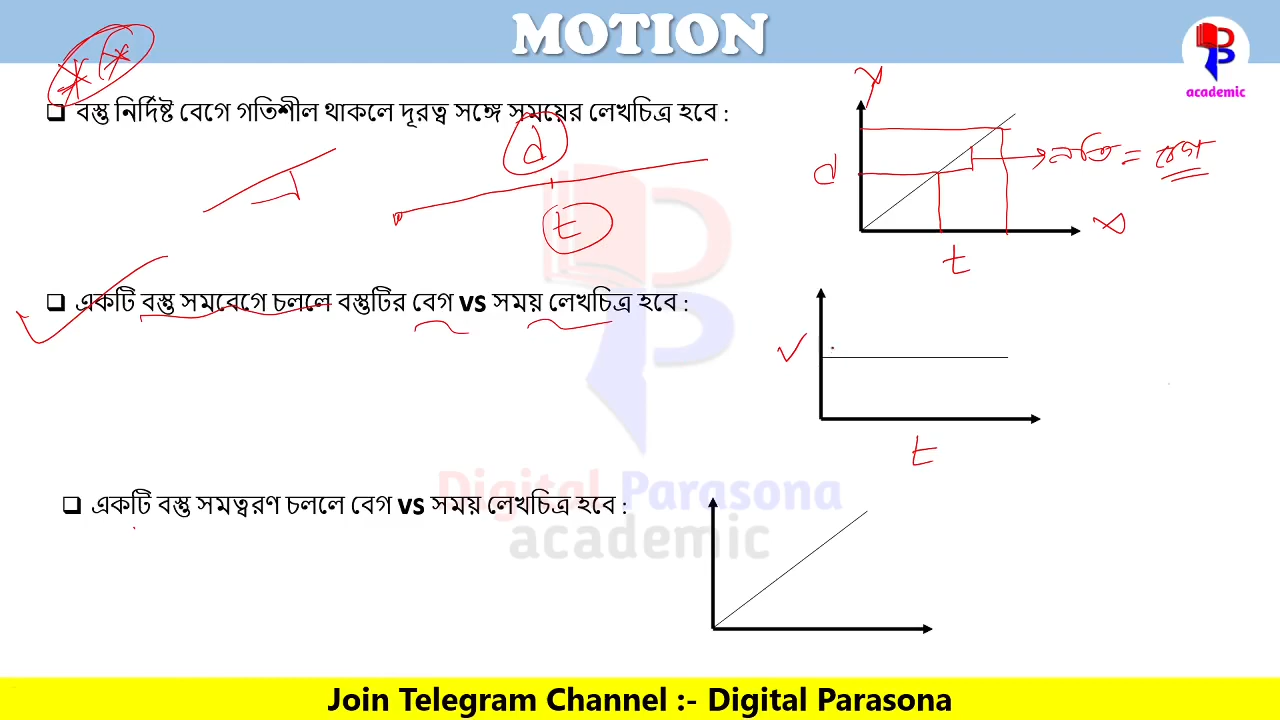 MOTION
academic
** 
❑ বস্তু নির্দিষ্ট বেগে গতিশীল থাকলে দূরত্ব সঙ্গে সময়ের লেখচিত্র হবে :
d
t
y
d
নতি = বেগ
x
t
❑ একটি বস্তু সমবেগে চললে বস্তুটির বেগ vs সময় লেখচিত্র হবে :
v
t
❑ একটি বস্তু সমত্বরণ চললে বেগ vs সময় লেখচিত্র হবে :
Digital Parasona
academic
Join Telegram Channel :- Digital Parasona